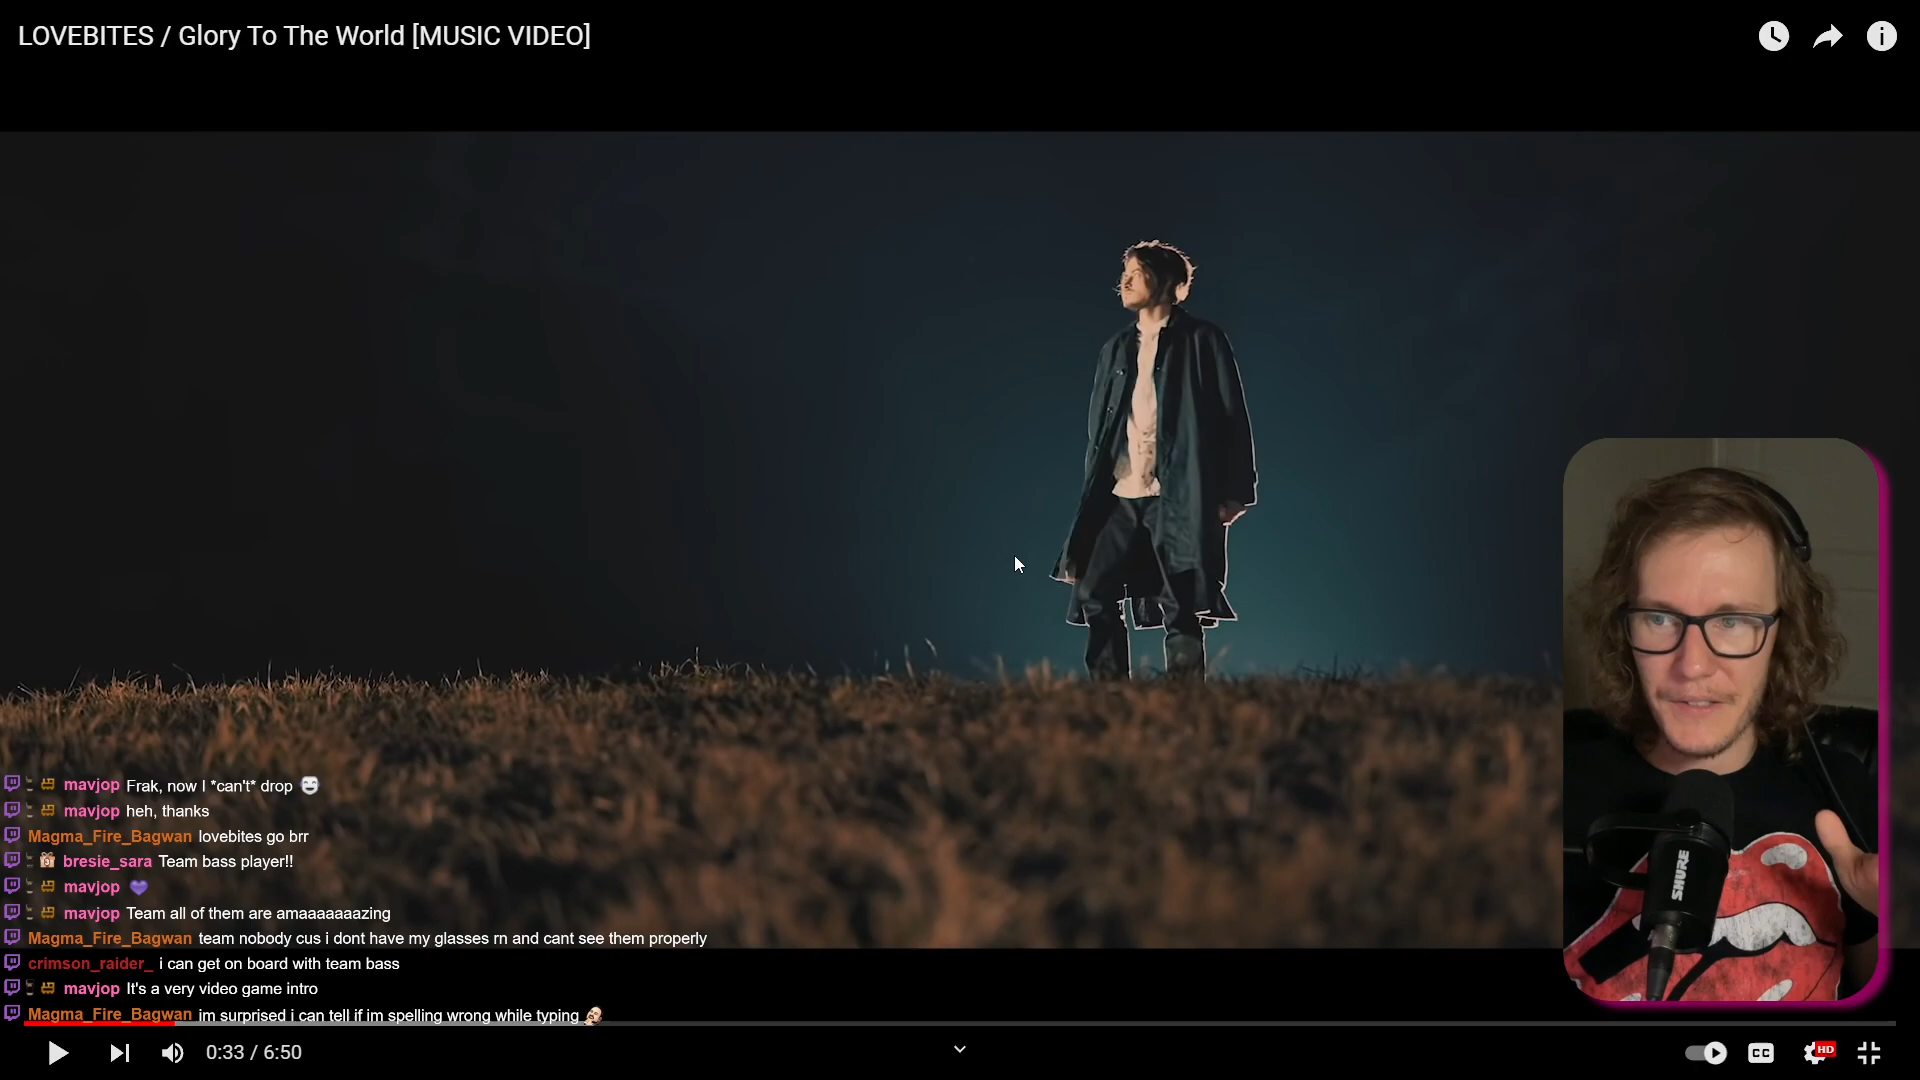 LOVEBITES / Glory To The World [MUSIC VIDEO]
mavjop Frak, now I *can't* drop
mavjop heh, thanks
Magma_Fire_Bagwan lovebites go brr
bresie_sara Team bass player!!
mavjop
mavjop Team all of them are amaaaaaaazing
Magma_Fire_Bagwan team nobody cus i dont have my glasses rn and cant see them properly
crimson_raider_ i can get on board with team bass
mavjop It's a very video game intro
Magma_Fire_Bagwan im surprised i can tell if im spelling wrong while typing
SHURE
0:33 / 6:50
CC
HD